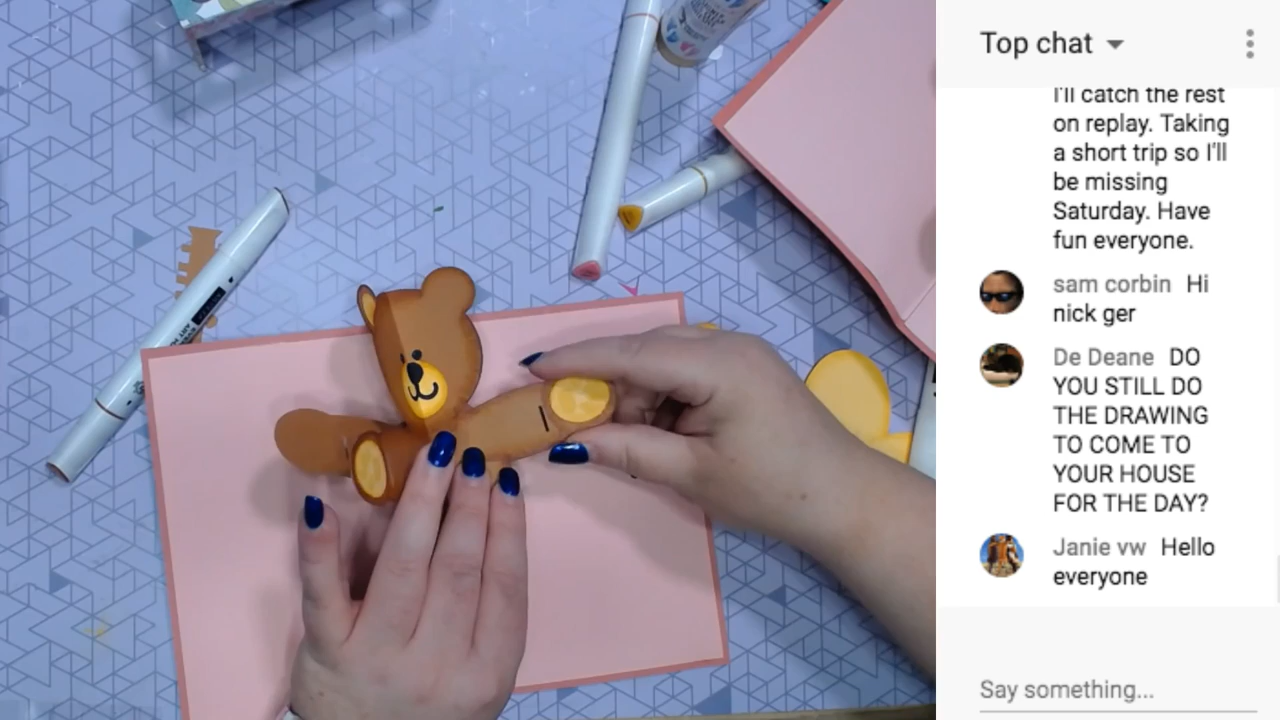 Top chat
I'll catch the rest
on replay. Taking
a short trip so I'll
be missing
Saturday. Have
fun everyone.
sam corbin Hi
nick ger
De Deane DO
YOU STILL DO
THE DRAWING
TO COME TO
YOUR HOUSE
FOR THE DAY?
Janie vw Hello
everyone
Say something...